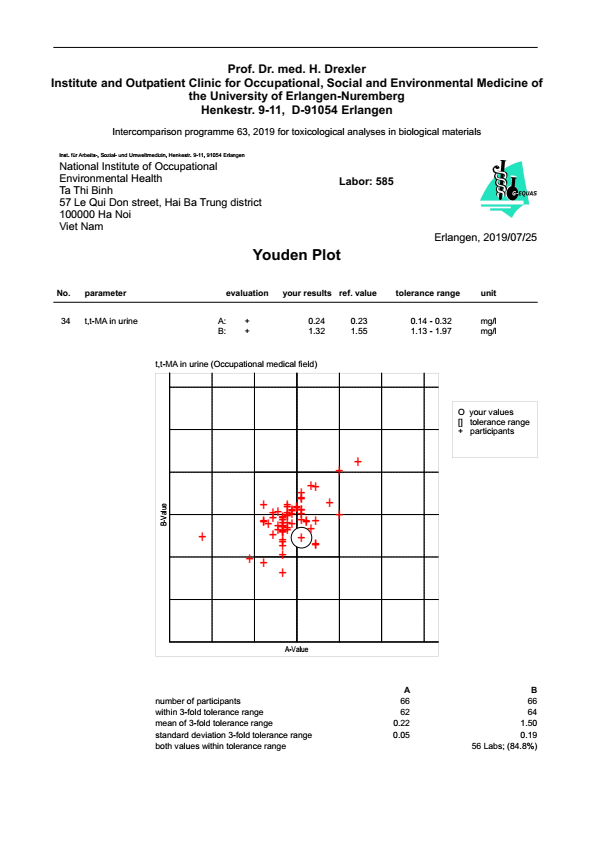 Prof. Dr. med. H. Drexler
Institute and Outpatient Clinic for Occupational, Social and Environmental Medicine of
the University of Erlangen-Nuremberg
Henkestr. 9-11, D-91054 Erlangen
Intercomparison programme 63, 2019 for toxicological analyses in biological materials
Inst. für Arbeits-, Sozial- und Umweltmedizin, Henkestr. 9-11, 91054 Erlangen
National Institute of Occupational
Environmental Health
Ta Thi Binh
57 Le Qui Don street, Hai Ba Trung district
100000 Ha Noi
Viet Nam
Labor: 585
G-EQUAS
Erlangen, 2019/07/25
Youden Plot
No. parameter evaluation your results ref. value tolerance range unit
34 t,t-MA in urine A: + 0.24 0.23 0.14 - 0.32 mg/l
B: + 1.32 1.55 1.13 - 1.97 mg/l
t,t-MA in urine (Occupational medical field)
O your values
[] tolerance range
+ participants
B-Value
A-Value
A B
number of participants 66 66
within 3-fold tolerance range 62 64
mean of 3-fold tolerance range 0.22 1.50
standard deviation 3-fold tolerance range 0.05 0.19
both values within tolerance range 56 Labs; (84.8%)